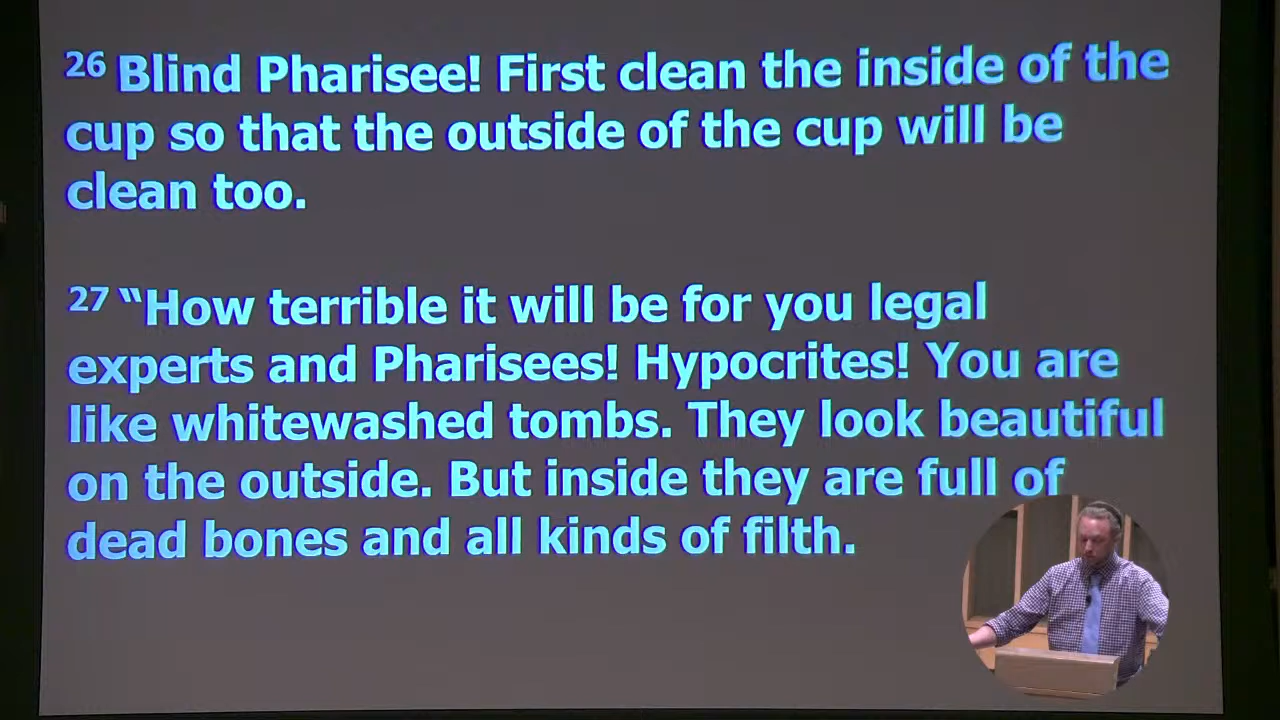 26 Blind Pharisee! First clean the inside of the
cup so that the outside of the cup will be
clean too.
27 “How terrible it will be for you legal
experts and Pharisees! Hypocrites! You are
like whitewashed tombs. They look beautiful
on the outside. But inside they are full of
dead bones and all kinds of filth.